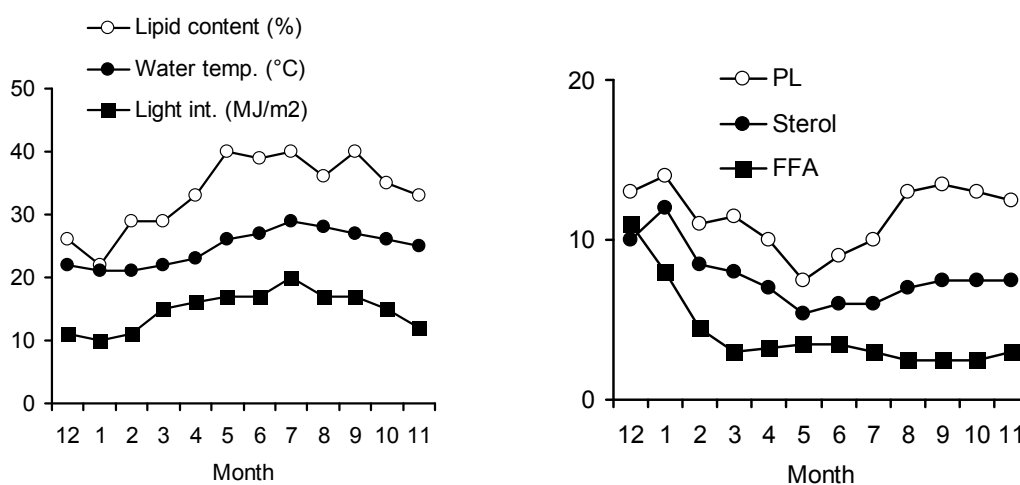 Lipid content (%)
Water temp. (°C)
Light int. (MJ/m2)
50
40
30
20
10
0
12 1 2 3 4 5 6 7 8 9 10 11
Month
PL
Sterol
FFA
20
10
0
12 1 2 3 4 5 6 7 8 9 10 11
Month